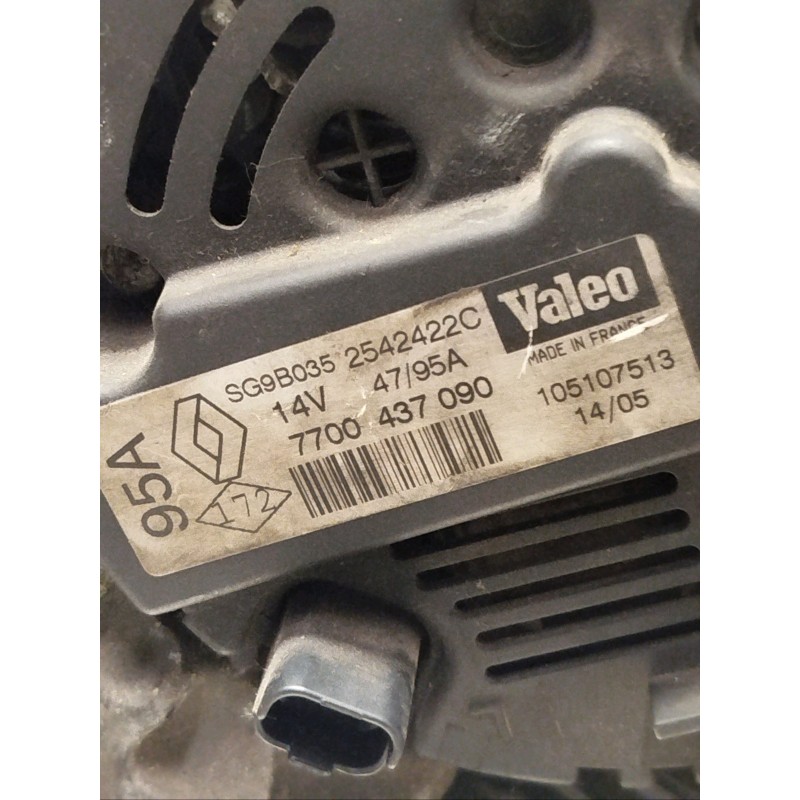 Valeo
MADE IN FRANCE
SG9B035 2542422C
14V 47/95A
7700 437 090
105107513
14/05
95A
172